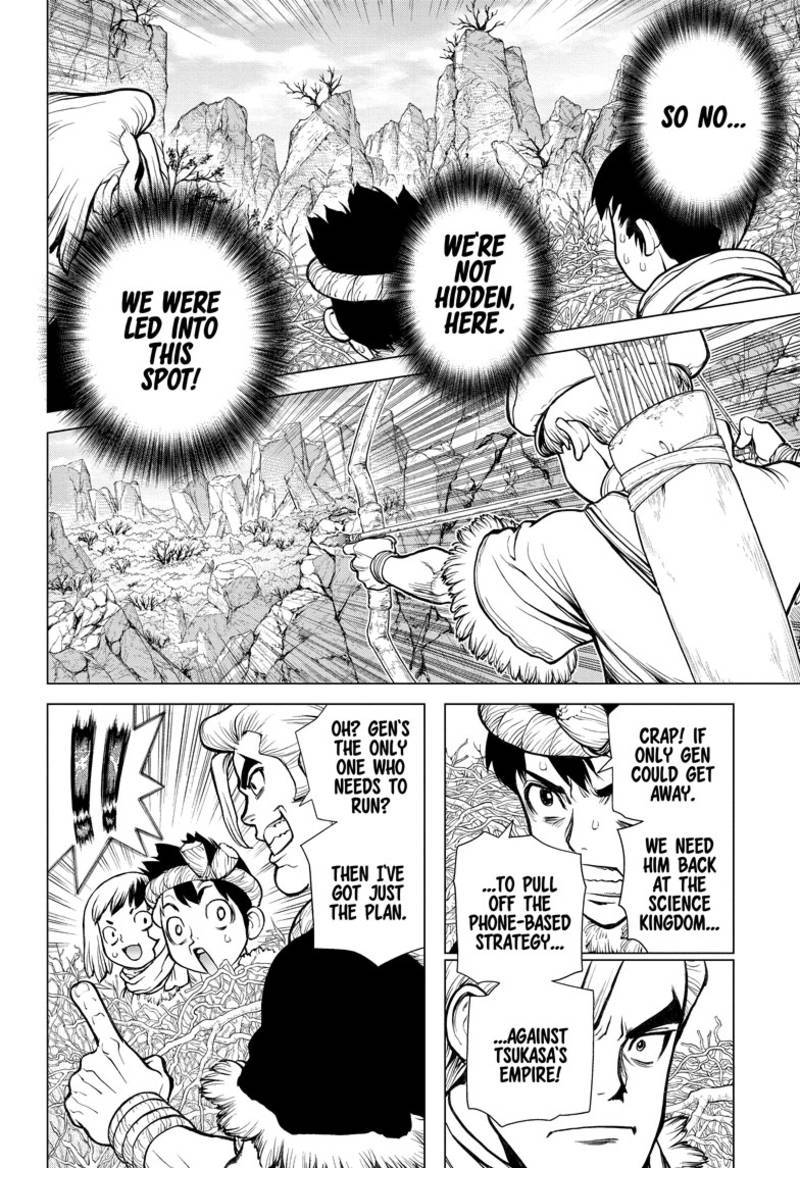 SO NO...
WE'RE
NOT
HIDDEN,
HERE.
WE WERE
LED INTO
THIS
SPOT!
CRAP! IF
ONLY GEN
COULD GET
AWAY.
WE NEED
HIM BACK
AT THE
SCIENCE
KINGDOM...
...TO PULL
OFF THE
PHONE-BASED
STRATEGY...
...AGAINST
TSUKASA'S
EMPIRE!
OH? GEN'S
THE ONLY
ONE WHO
NEEDS TO
RUN?
THEN I'VE
GOT JUST
THE PLAN.
!!